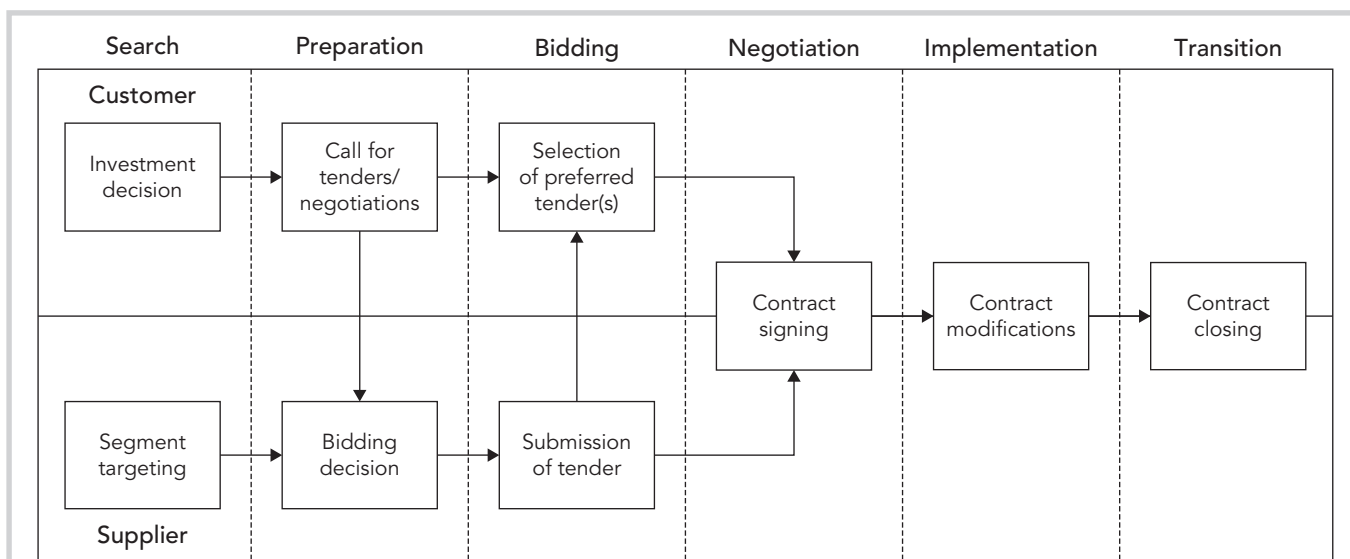 Search Preparation Bidding Negotiation Implementation Transition
Customer
Investment
decision
Call for
tenders/
negotiations
Selection
of preferred
tender(s)
Contract
signing
Contract
modifications
Contract
closing
Segment
targeting
Bidding
decision
Submission
of tender
Supplier